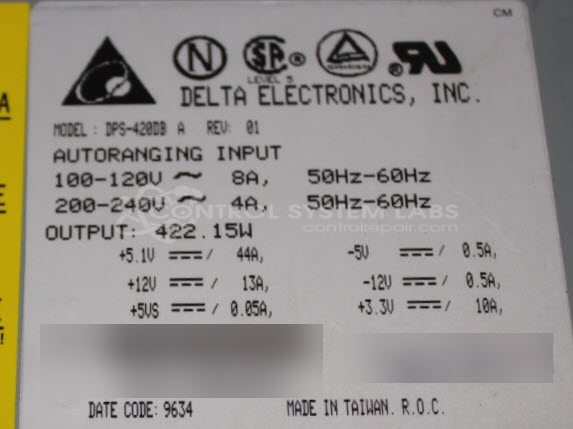 CM
N
SA
LEVEL 3
DELTA ELECTRONICS, INC.
MODEL : DPS-420DB A REV: 01
AUTORANGING INPUT
100-120V ~ 8A, 50Hz-60Hz
200-240V ~ 4A, 50Hz-60Hz
CONTROL SYSTEM LABS
controlrepair.com
OUTPUT: 422.15W
+5.1V ⎓/ 44A, -5V ⎓/ 0.5A,
+12V ⎓/ 13A, -12V ⎓/ 0.5A,
+5VS ⎓/ 0.05A, +3.3V ⎓/ 10A,
DATE CODE: 9634 MADE IN TAIWAN. R.O.C.
A
E
!